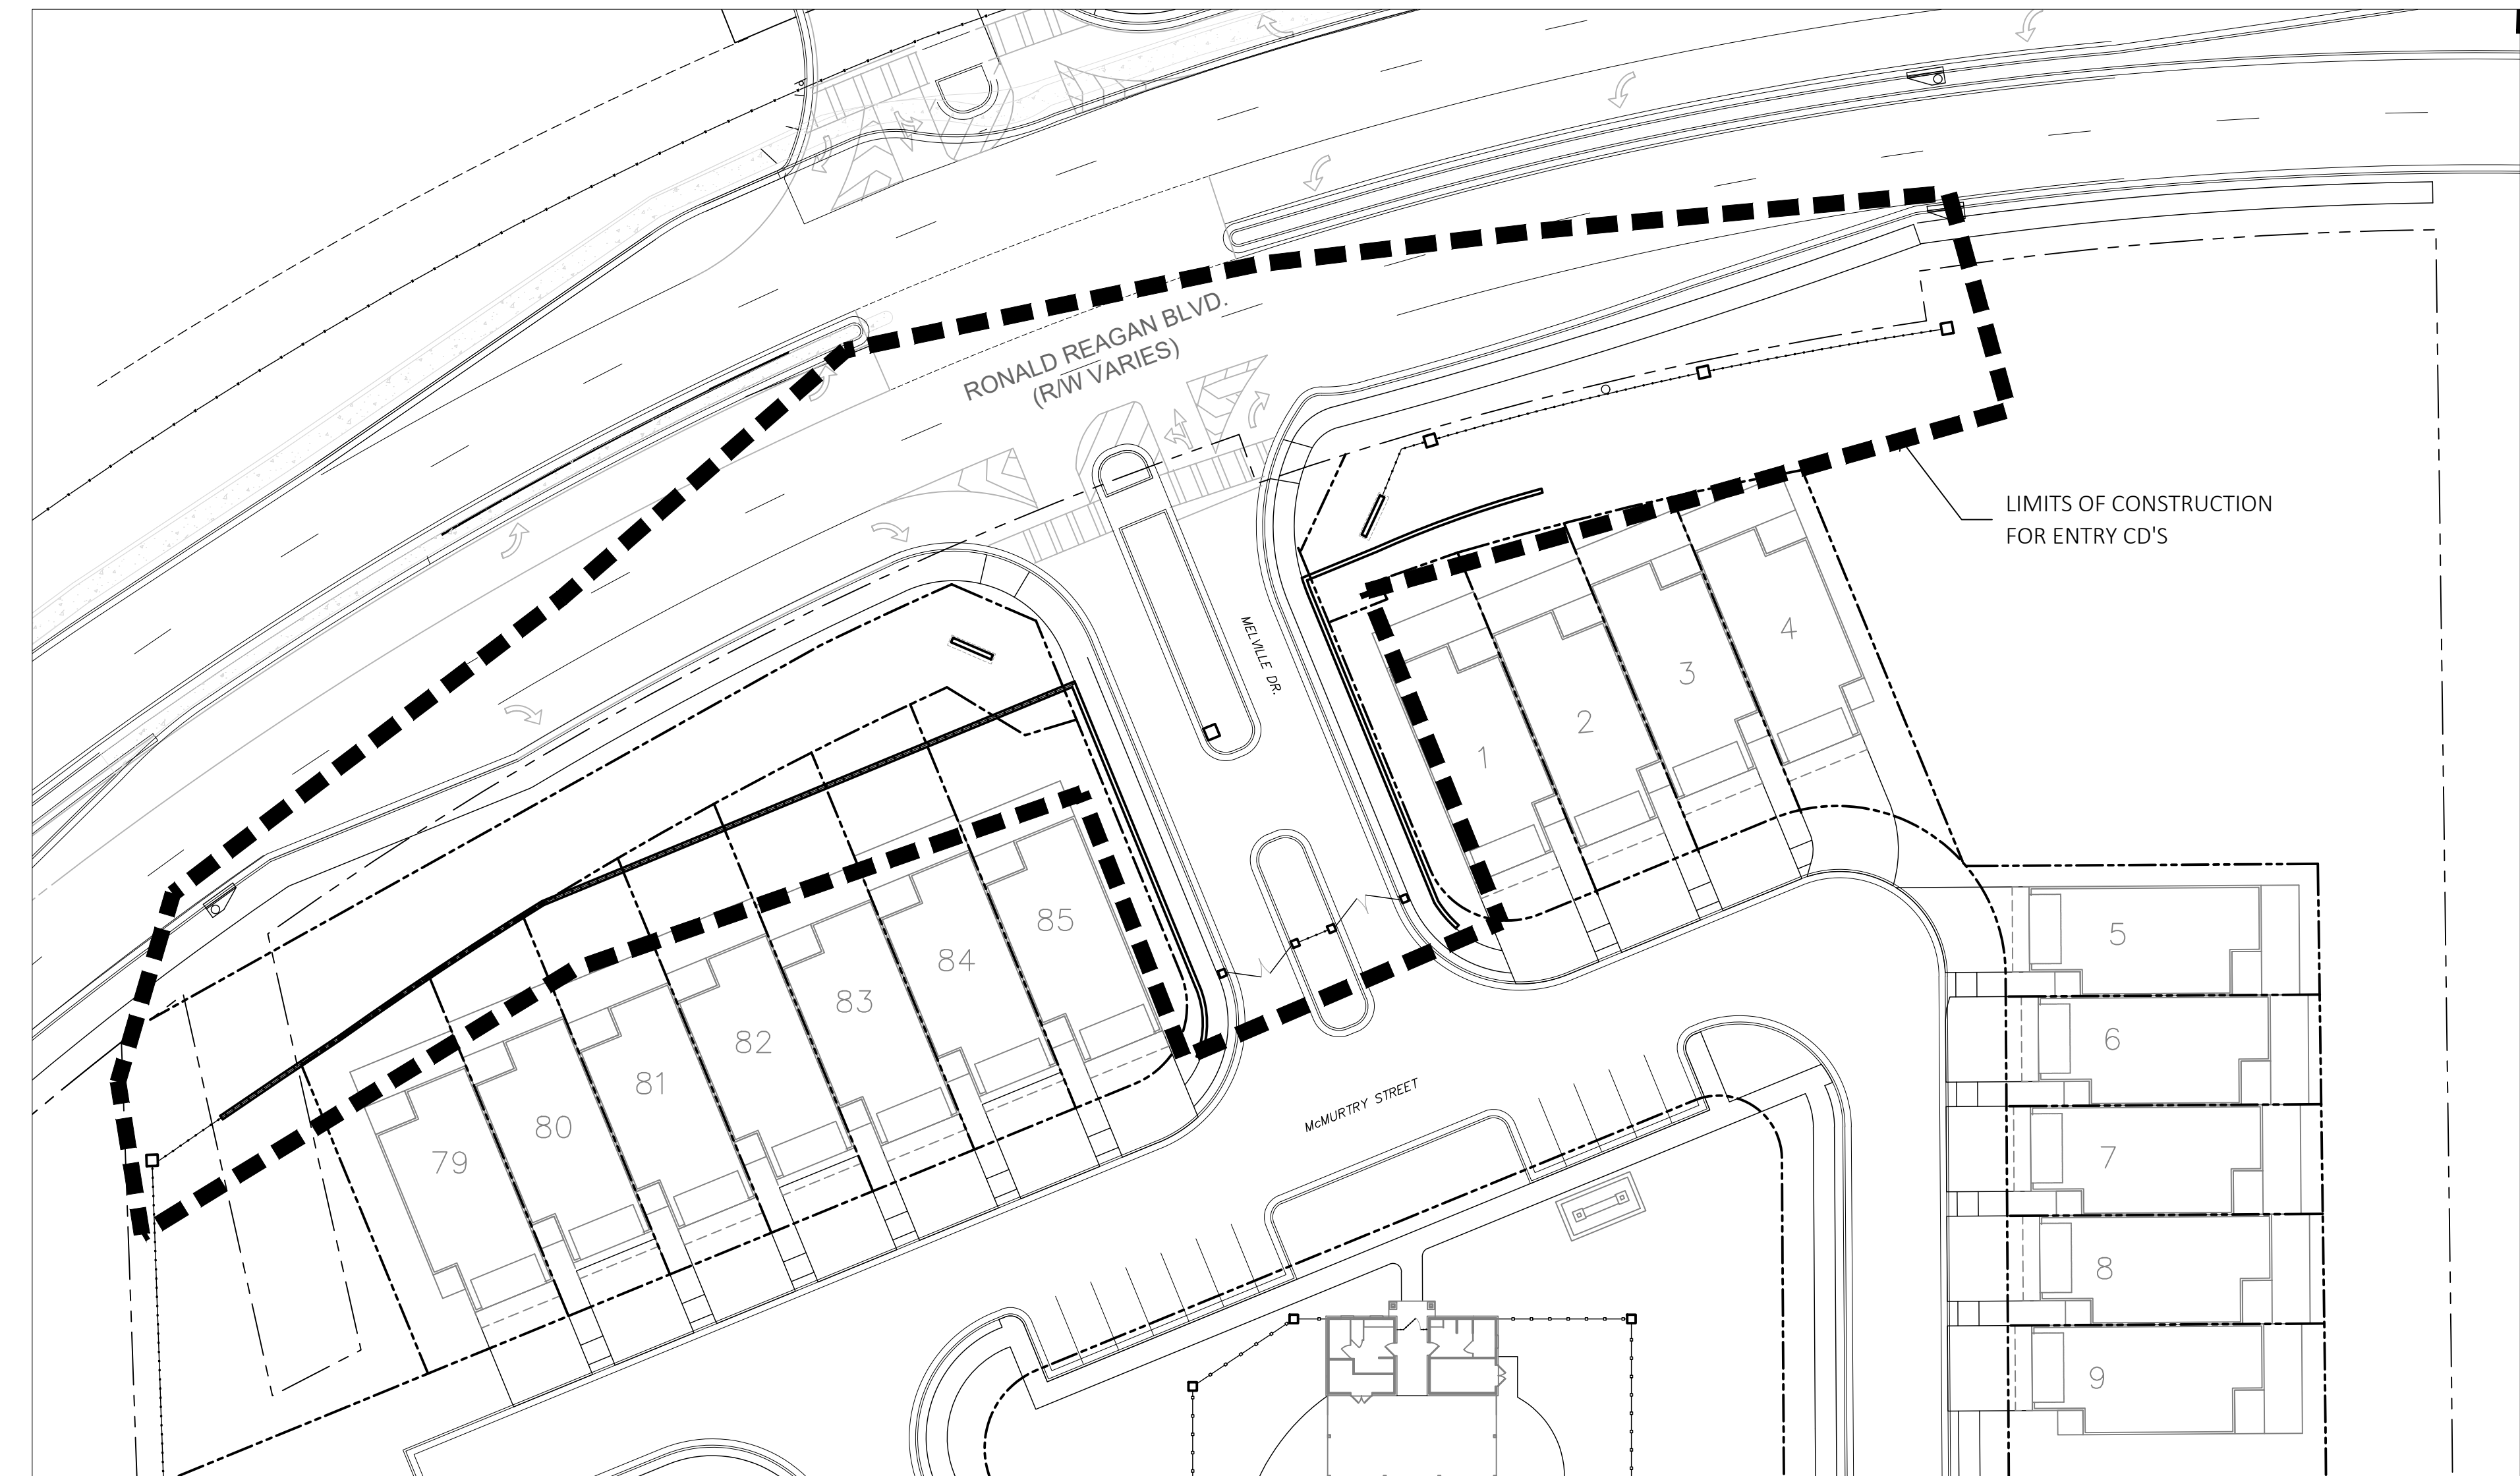 RONALD REAGAN BLVD.
(R/W VARIES)
LIMITS OF CONSTRUCTION
FOR ENTRY CD'S
MELVILLE DR.
4
3
2
1
85
84
83
82
81
80
79
McMURTRY STREET
5
6
7
8
9